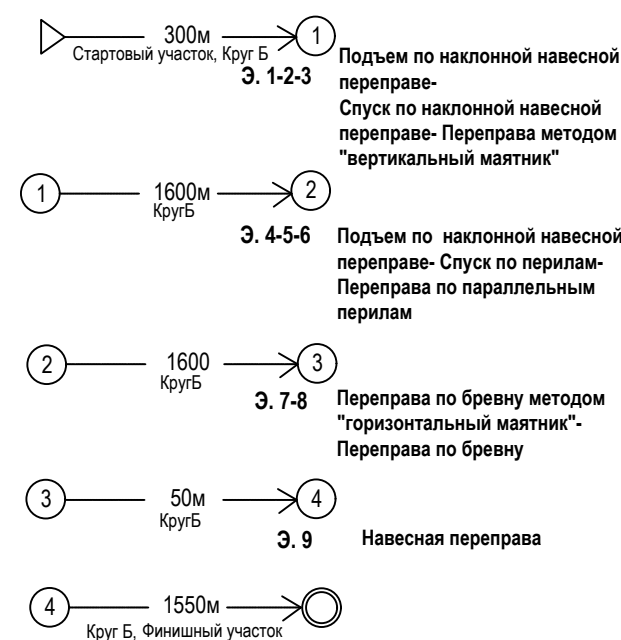 300м
1
Стартовый участок, Круг Б
Э. 1-2-3
Подъем по наклонной навесной
переправе-
Спуск по наклонной навесной
переправе- Переправа методом
"вертикальный маятник"
1
1600м
2
КругБ
Э. 4-5-6
Подъем по наклонной навесной
переправе- Спуск по перилам-
Переправа по параллельным
перилам
2
1600
3
КругБ
Э. 7-8
Переправа по бревну методом
"горизонтальный маятник"-
Переправа по бревну
3
50м
4
КругБ
Э. 9
Навесная переправа
4
1550м
Круг Б, Финишный участок